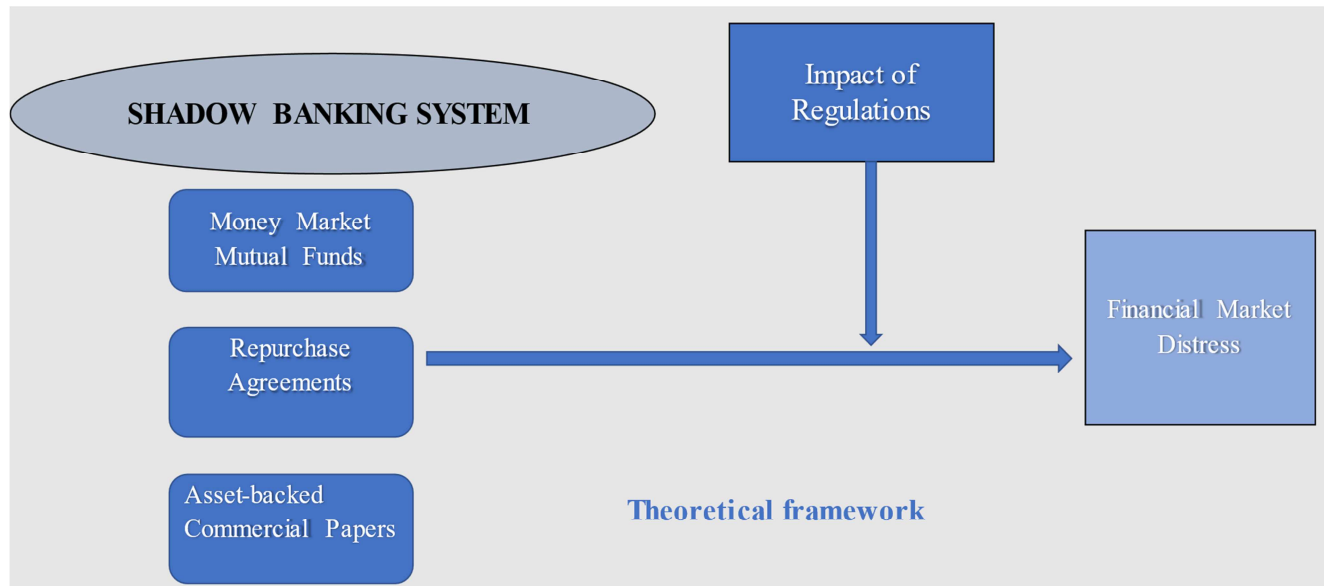 SHADOW BANKING SYSTEM
Impact of
Regulations
Money Market
Mutual Funds
Repurchase
Agreements
Financial Market
Distress
Asset-backed
Commercial Papers
Theoretical framework